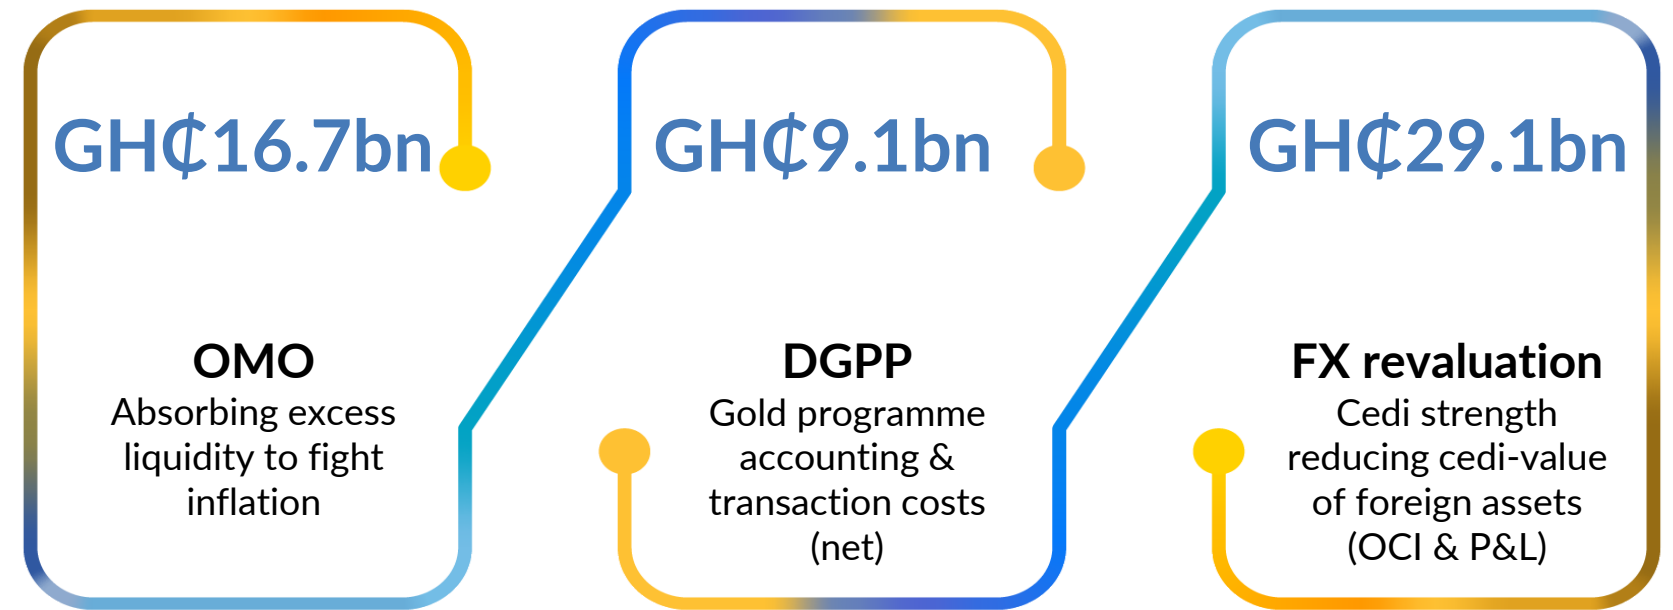 GH₵16.7bn
OMO
Absorbing excess
liquidity to fight
inflation
GH₵9.1bn
DGPP
Gold programme
accounting &
transaction costs
(net)
GH₵29.1bn
FX revaluation
Cedi strength
reducing cedi-value
of foreign assets
(OCI & P&L)